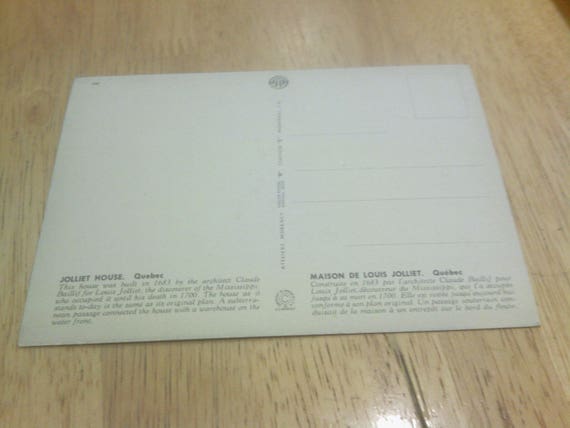 JOLLIET HOUSE. Quebec
This house was built in 1683 by the architect Claude
Baillif for Louis Jolliet, the discoverer of the Mississippi,
who occupied it until his death in 1700. The house as it
stands to-day is the same as its original plan. A subterra-
nean passage connected the house with a warehouse on the
water front.
MAISON DE LOUIS JOLLIET. Québec
Construite en 1683 par l'architecte Claude Baillif pour
Louis Jolliet, découvreur du Mississippi, qui l'a occupée
jusqu'à sa mort en 1700. Elle est restée jusqu'aujourd'hui
conforme à son plan original. Un passage souterrain con-
duisait de la maison à un entrepôt sur le bord du fleuve.